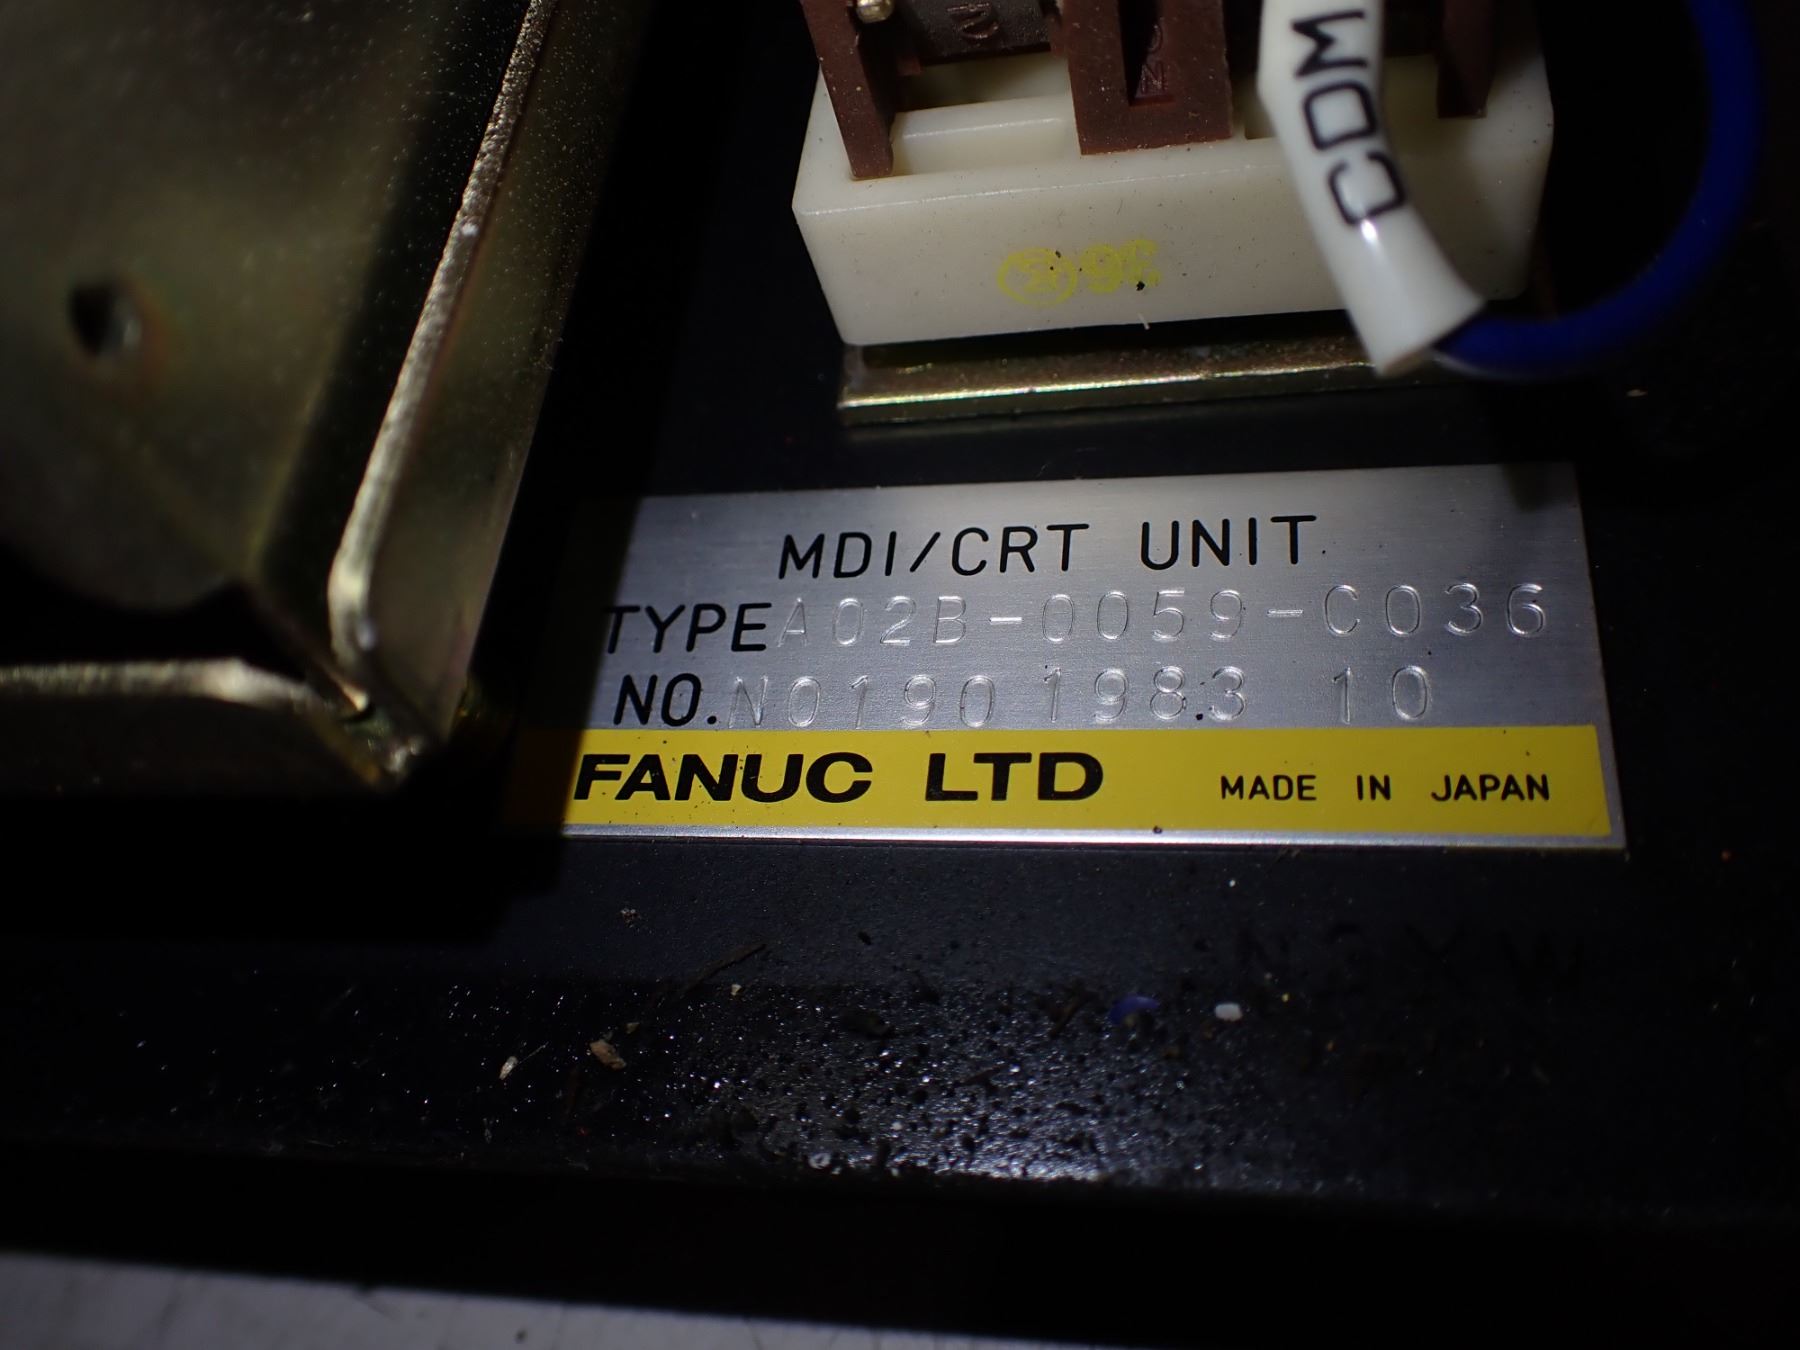 COM
MDI/CRT UNIT
TYPE A02B-0059-C036
NO. N0190 1983 10
FANUC LTD MADE IN JAPAN